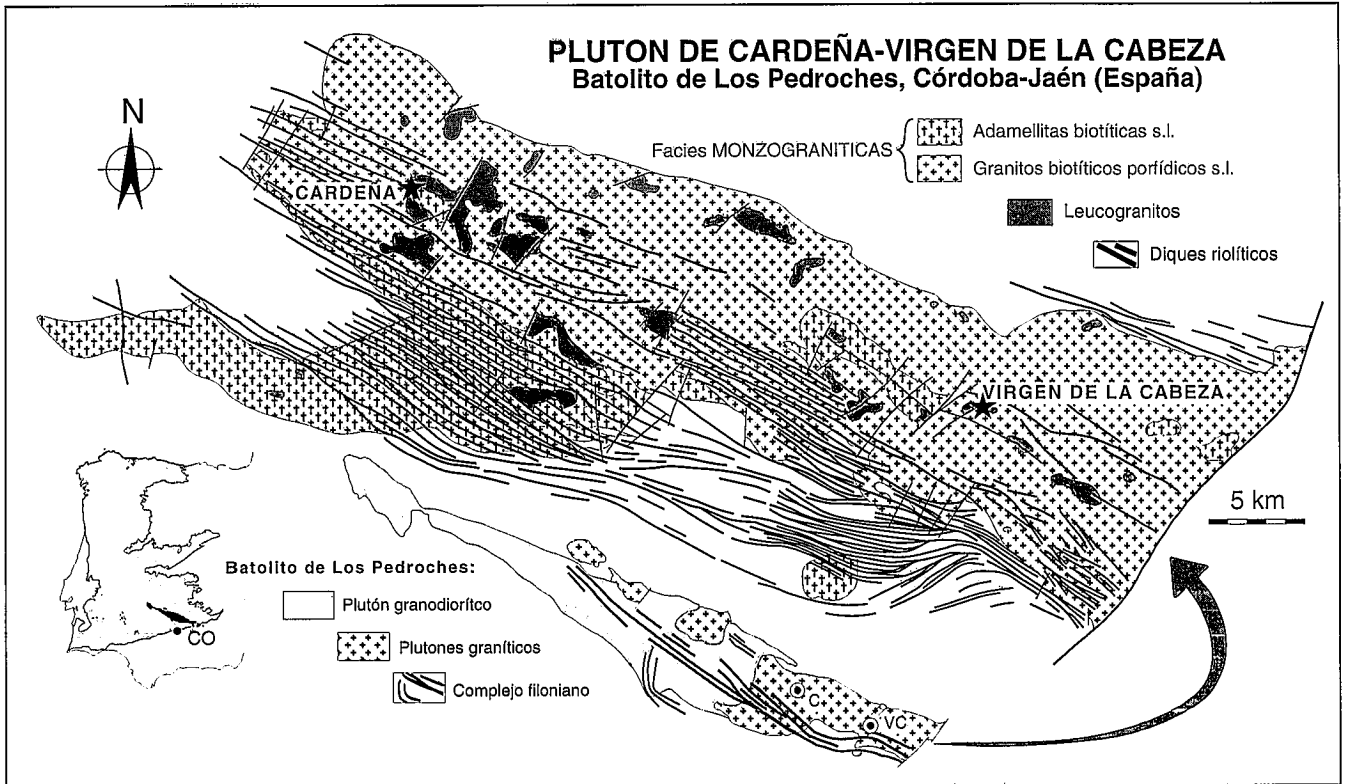 PLUTON DE CARDEÑA-VIRGEN DE LA CABEZA
Batolito de Los Pedroches, Córdoba-Jaén (España)
N
Facies MONZOGRANITICAS
Adamellitas biotíticas s.l.
Granitos biotíticos porfídicos s.l.
Leucogranitos
Diques riolíticos
CARDEÑA
VIRGEN DE LA CABEZA
5 km
Batolito de Los Pedroches:
Plutón granodiorítco
Plutones graníticos
Complejo filoniano
CO
C
VC